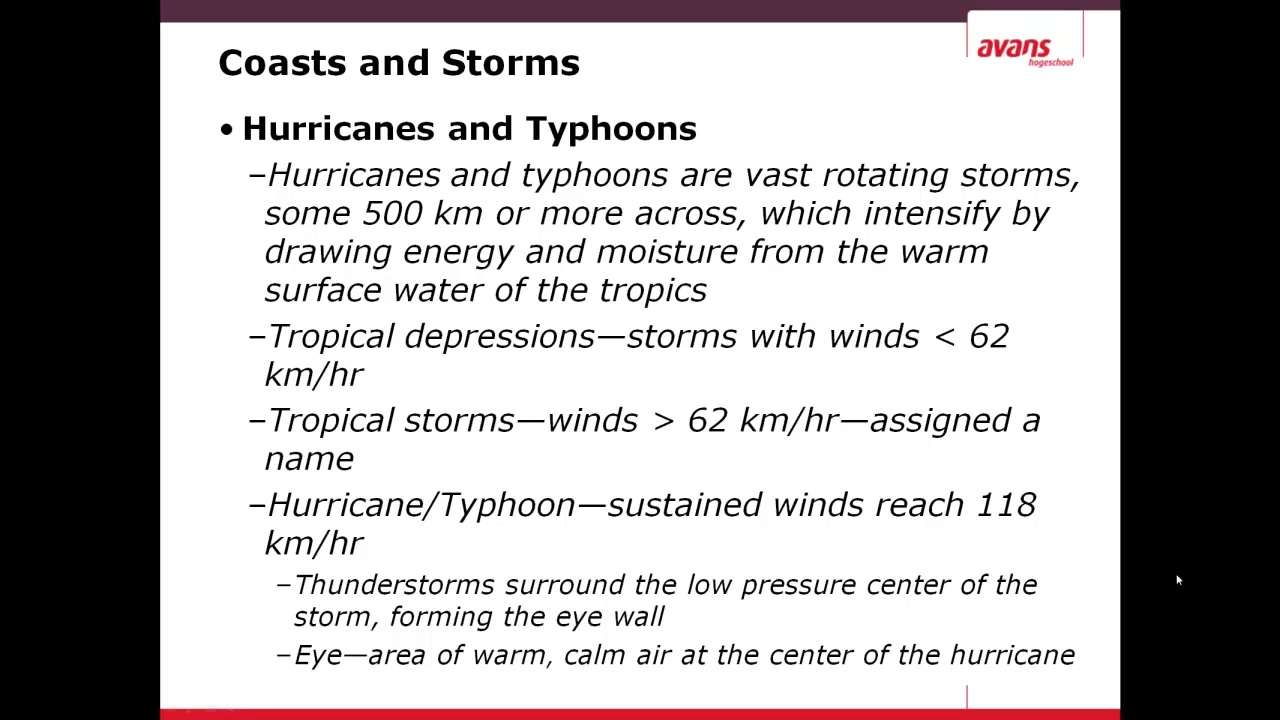 avans
hogeschool
Coasts and Storms
• Hurricanes and Typhoons
–Hurricanes and typhoons are vast rotating storms,
some 500 km or more across, which intensify by
drawing energy and moisture from the warm
surface water of the tropics
–Tropical depressions—storms with winds < 62
km/hr
–Tropical storms—winds > 62 km/hr—assigned a
name
–Hurricane/Typhoon—sustained winds reach 118
km/hr
–Thunderstorms surround the low pressure center of the
storm, forming the eye wall
–Eye—area of warm, calm air at the center of the hurricane